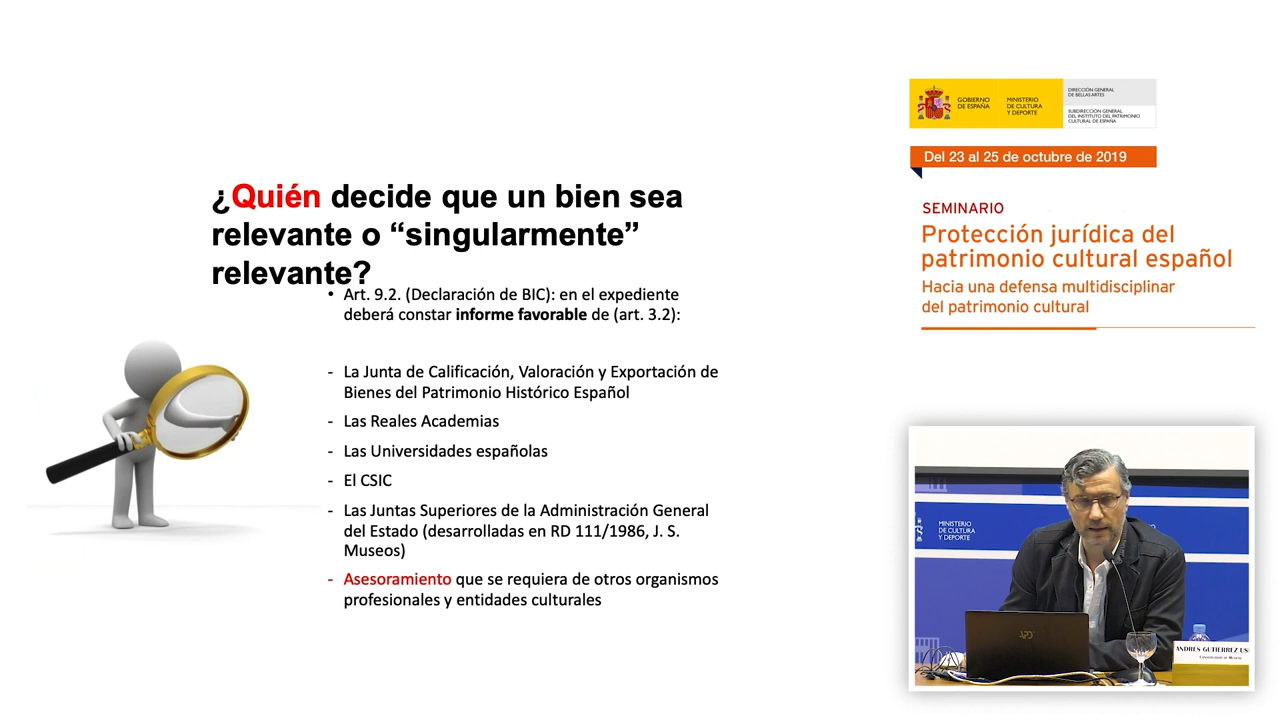 ¿Quién decide que un bien sea
relevante o “singularmente”
relevante?
• Art. 9.2. (Declaración de BIC): en el expediente
deberá constar informe favorable de (art. 3.2):
- La Junta de Calificación, Valoración y Exportación de
Bienes del Patrimonio Histórico Español
- Las Reales Academias
- Las Universidades españolas
- El CSIC
- Las Juntas Superiores de la Administración General
del Estado (desarrolladas en RD 111/1986, J. S.
Museos)
- Asesoramiento que se requiera de otros organismos
profesionales y entidades culturales
GOBIERNO
DE ESPAÑA
MINISTERIO
DE CULTURA
Y DEPORTE
DIRECCIÓN GENERAL
DE BELLAS ARTES
SUBDIRECCIÓN GENERAL
DEL INSTITUTO DEL PATRIMONIO
CULTURAL DE ESPAÑA
Del 23 al 25 de octubre de 2019
SEMINARIO
Protección jurídica del
patrimonio cultural español
Hacia una defensa multidisciplinar
del patrimonio cultural
MINISTERIO
DE CULTURA
Y DEPORTE
ANDRÉS GUTIÉRREZ US
Conservador de Museos